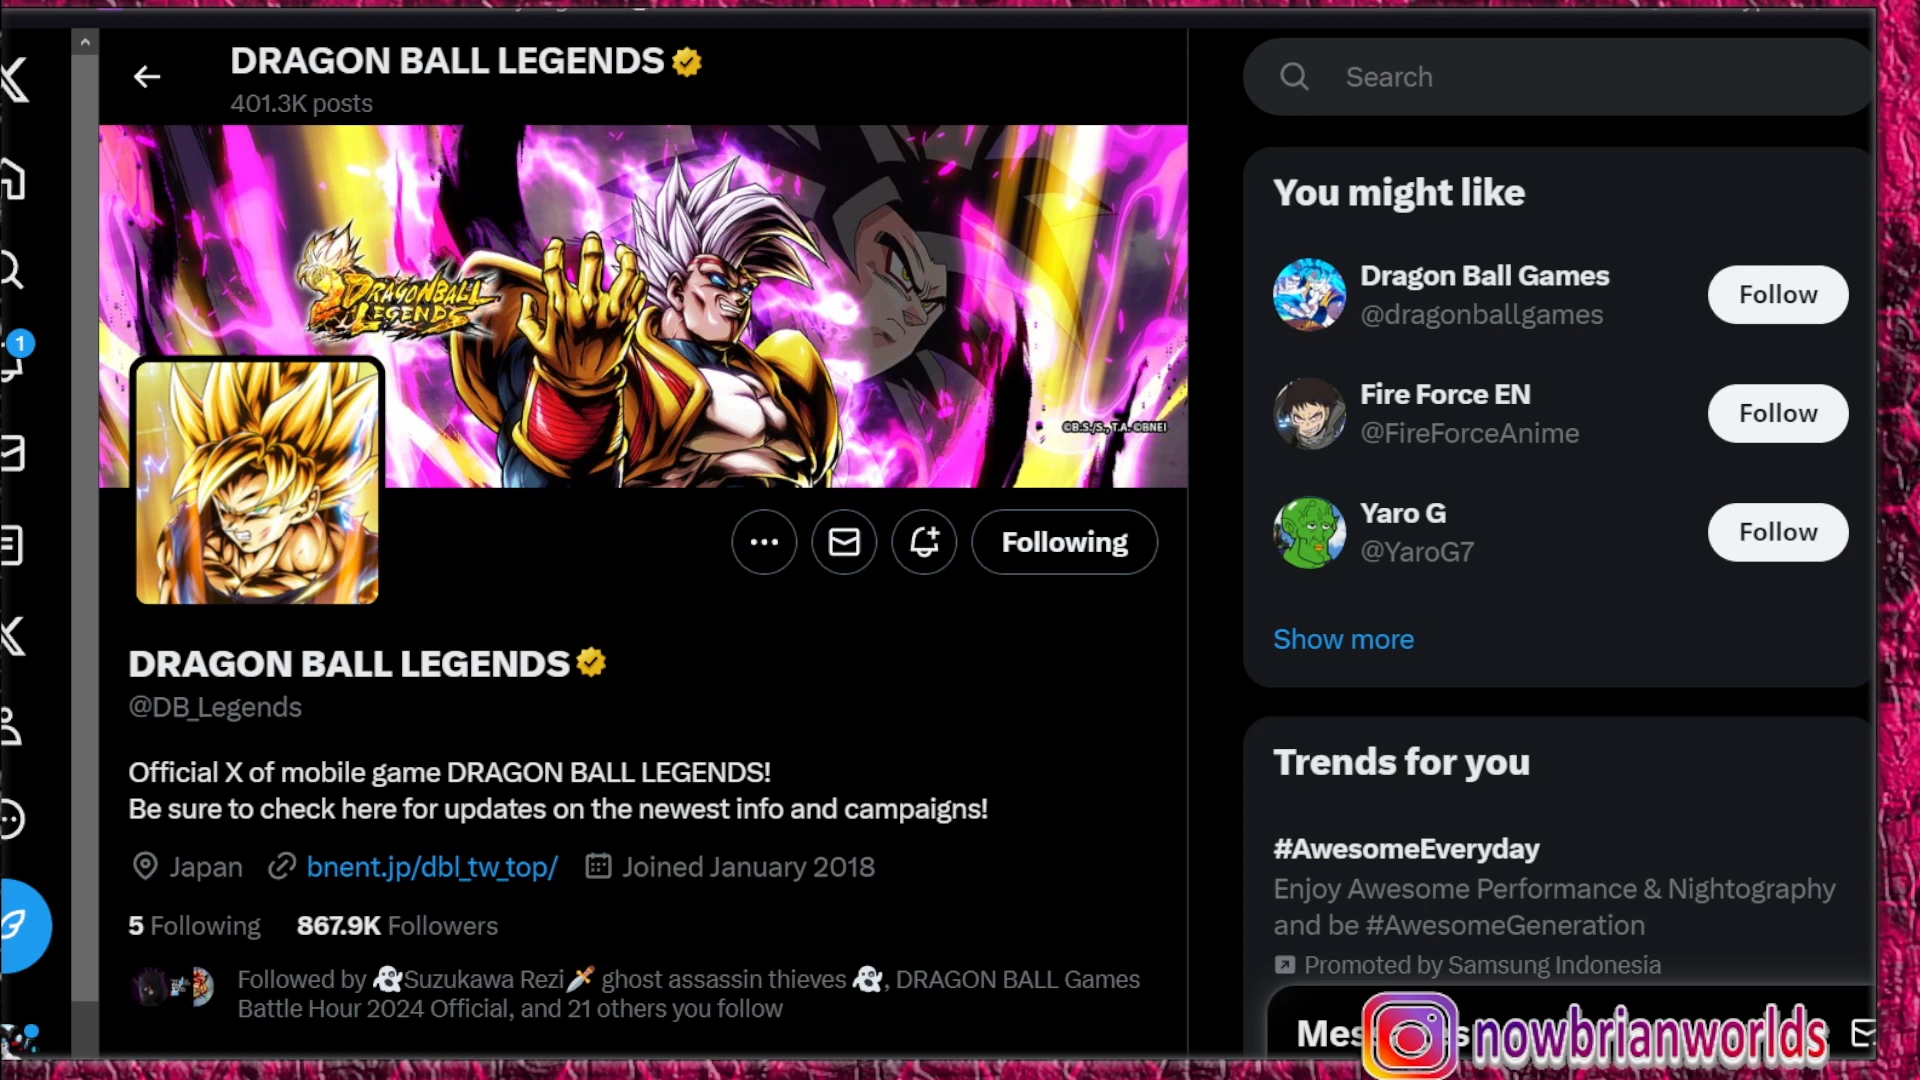 DRAGON BALL LEGENDS
401.3K posts
DRAGONBALL
LEGENDS
©B.S./S., T.A. ©BNEI
Following
DRAGON BALL LEGENDS
@DB_Legends
Official X of mobile game DRAGON BALL LEGENDS!
Be sure to check here for updates on the newest info and campaigns!
Japan bnent.jp/dbl_tw_top/ Joined January 2018
5 Following 867.9K Followers
Followed by 👻Suzukawa Rezi🗡️ ghost assassin thieves 👻, DRAGON BALL Games
Battle Hour 2024 Official, and 21 others you follow
1
Search
You might like
Dragon Ball Games
@dragonballgames
Follow
Fire Force EN
@FireForceAnime
Follow
Yaro G
@YaroG7
Follow
Show more
Trends for you
#AwesomeEveryday
Enjoy Awesome Performance & Nightography
and be #AwesomeGeneration
Promoted by Samsung Indonesia
nowbrianworlds